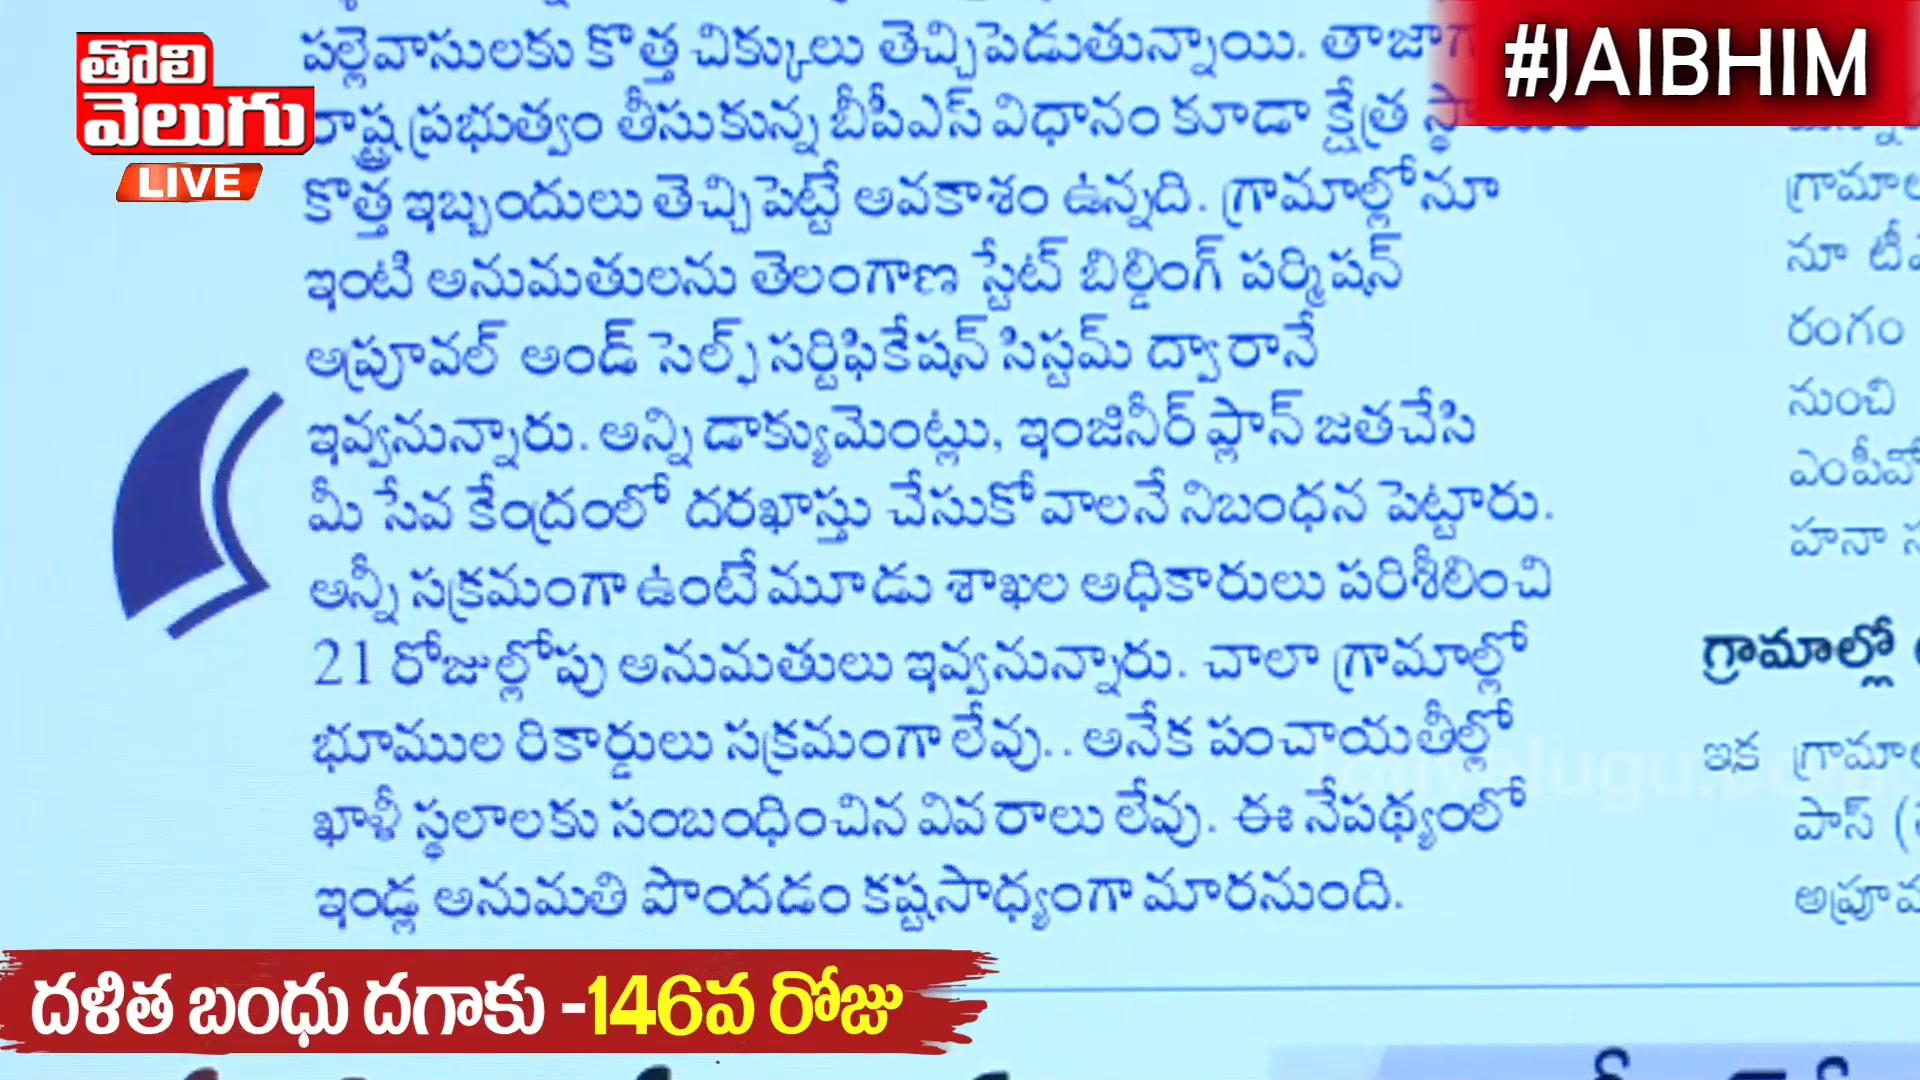 #JAIBHIM
తొలి
వెలుగు
LIVE
పల్లెవాసులకు కొత్త చిక్కులు తెచ్చిపెడుతున్నాయి.
రాష్ట్ర ప్రభుత్వం తీసుకున్న బీపీఎస్ విధానం కూడా క్షేత్ర
కొత్త ఇబ్బందులు తెచ్చి పెట్టే అవకాశం ఉన్నది. గ్రామాల్లోనూ
ఇంటి అనుమతులను తెలంగాణ స్టేట్ బిల్డింగ్ పర్మిషన్
అప్రూవల్ అండ్ సెల్ఫ్ సర్టిఫికేషన్ సిస్టమ్ ద్వారానే
ఇవ్వనున్నారు. అన్ని డాక్యుమెంట్లు, ఇంజినీర్ ప్లాన్ జతచేసి
మీ సేవ కేంద్రంలో దరఖాస్తు చేసుకోవాలనే నిబంధన పెట్టారు.
అన్నీ సక్రమంగా ఉంటే మూడు శాఖల అధికారులు పరిశీలించి
21 రోజుల్లోపు అనుమతులు ఇవ్వనున్నారు. చాలా గ్రామాల్లో
భూముల రికార్డులు సక్రమంగా లేవు.. అనేక పంచాయతీల్లో
ఖాళీ స్థలాలకు సంబంధించిన వివరాలు లేవు. ఈ నేపథ్యంలో
ఇండ్ల అనుమతి పొందడం కష్టసాధ్యంగా మారనుంది.
రంగం
నుంచి
హనా
గ్రామాల్లో
ఇక
పాస్
దళిత బంధు దగాకు -146వ రోజు